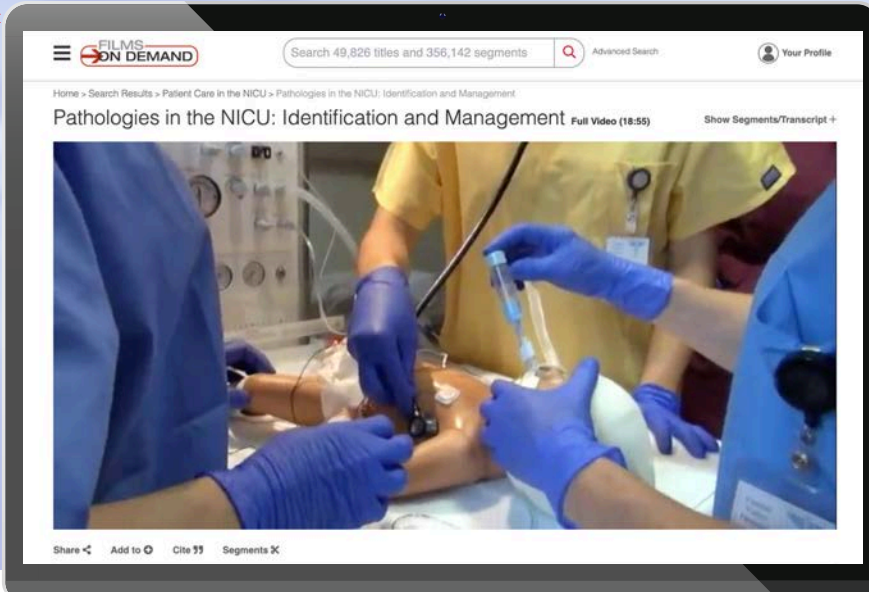 FILMS
ON DEMAND
Search 49,826 titles and 356,142 segments
Advanced Search
Your Profile
Home > Search Results > Patient Care in the NICU > Pathologies in the NICU: Identification and Management
Pathologies in the NICU: Identification and Management Full Video (18:55)
Show Segments/Transcript +
Share
Add to
Cite
Segments